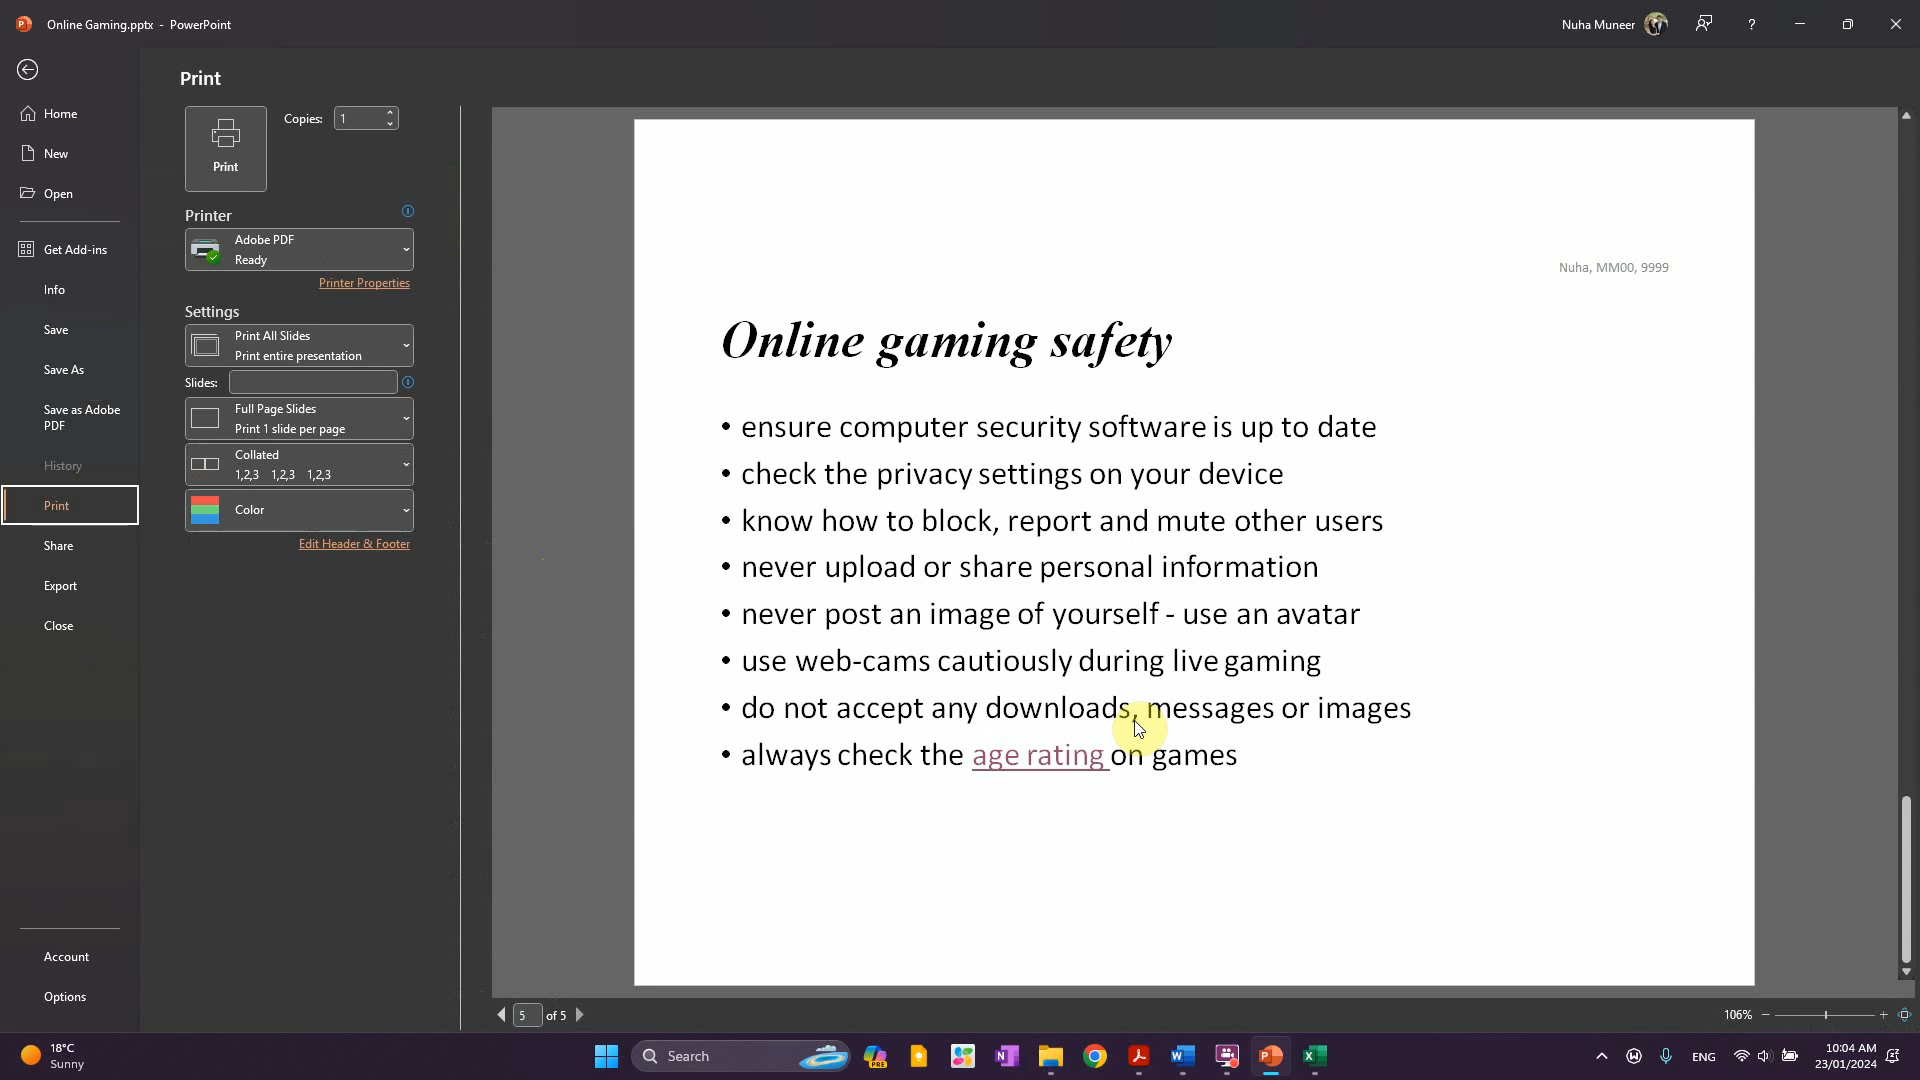 Online Gaming.pptx - PowerPoint
Nuha Muneer
?
Print
Home
New
Open
Get Add-ins
Info
Save
Save As
Save as Adobe
PDF
History
Print
Share
Export
Close
Account
Options
Print
Copies: 1
Printer
Adobe PDF
Ready
Printer Properties
Settings
Print All Slides
Print entire presentation
Slides:
Full Page Slides
Print 1 slide per page
Collated
1,2,3 1,2,3 1,2,3
Color
Edit Header & Footer
Nuha, MM00, 9999
Online gaming safety
• ensure computer security software is up to date
• check the privacy settings on your device
• know how to block, report and mute other users
• never upload or share personal information
• never post an image of yourself - use an avatar
• use web-cams cautiously during live gaming
• do not accept any downloads, messages or images
• always check the age rating on games
5 of 5
106%
18°C
Sunny
Search
PRE
ENG
10:04 AM
23/01/2024